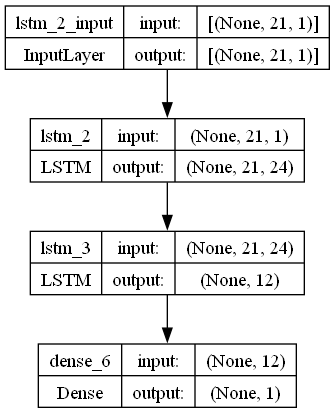 lstm_2_input input: [(None, 21, 1)]
InputLayer output: [(None, 21, 1)]
lstm_2 input: (None, 21, 1)
LSTM output: (None, 21, 24)
lstm_3 input: (None, 21, 24)
LSTM output: (None, 12)
dense_6 input: (None, 12)
Dense output: (None, 1)